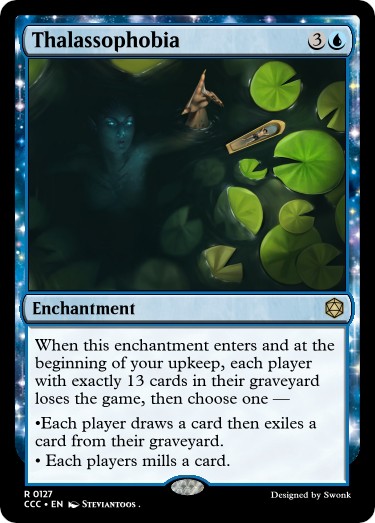 Thalassophobia 3
Enchantment
When this enchantment enters and at the
beginning of your upkeep, each player
with exactly 13 cards in their graveyard
loses the game, then choose one —
•Each player draws a card then exiles a
card from their graveyard.
• Each players mills a card.
R 0127
CCC • EN Steviantoos .
Designed by Swonk